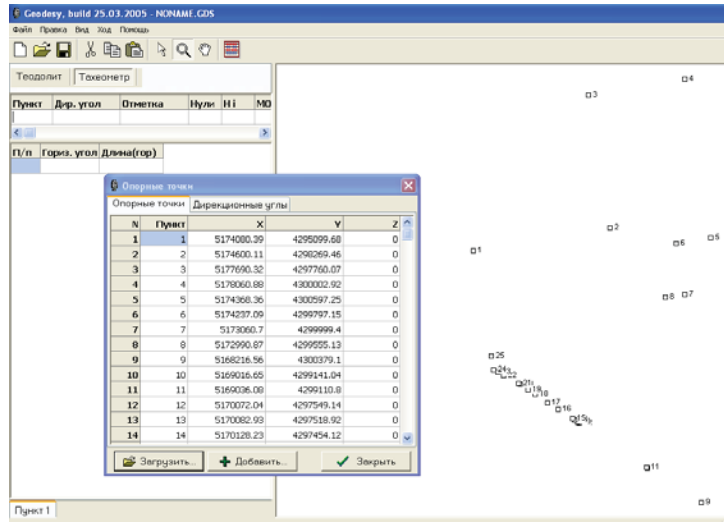 Geodesy, build 25.03.2005 - NONAME.GDS
Файл Правка Вид Ход Помощь
Теодолит Тахеометр
Пункт Дир. угол Отметка Нули Hi МО
П/п Гориз. угол Длина(гор)
Опорные точки
Опорные точки Дирекционные углы
N Пункт X Y Z
1 1 5174080.39 4295099.68 0
2 2 5174600.11 4298269.46 0
3 3 5177690.32 4297760.07 0
4 4 5178060.88 4300002.92 0
5 5 5174368.36 4300597.25 0
6 6 5174237.09 4299797.15 0
7 7 5173060.7 4299999.4 0
8 8 5172990.87 4299555.13 0
9 9 5168216.56 4300379.1 0
10 10 5169016.65 4299141.04 0
11 11 5169036.08 4299110.8 0
12 12 5170072.04 4297549.14 0
13 13 5170082.93 4297518.92 0
14 14 5170128.23 4297454.12 0
Загрузить... Добавить... Закрыть
Пункт 1
4
3
2
5
6
1
8 7
25
17
16
11
9